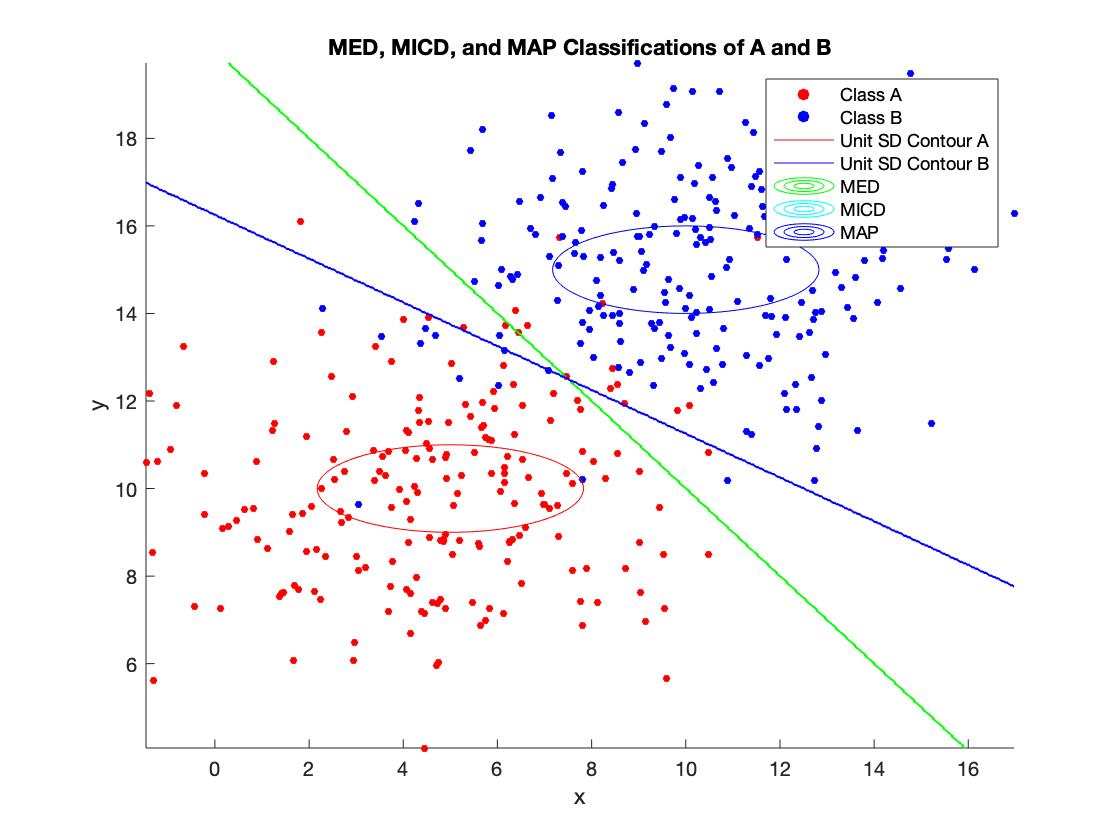 MED, MICD, and MAP Classifications of A and B
Class A
Class B
Unit SD Contour A
Unit SD Contour B
MED
MICD
MAP
18
16
14
12
10
8
6
y
0 2 4 6 8 10 12 14 16
x